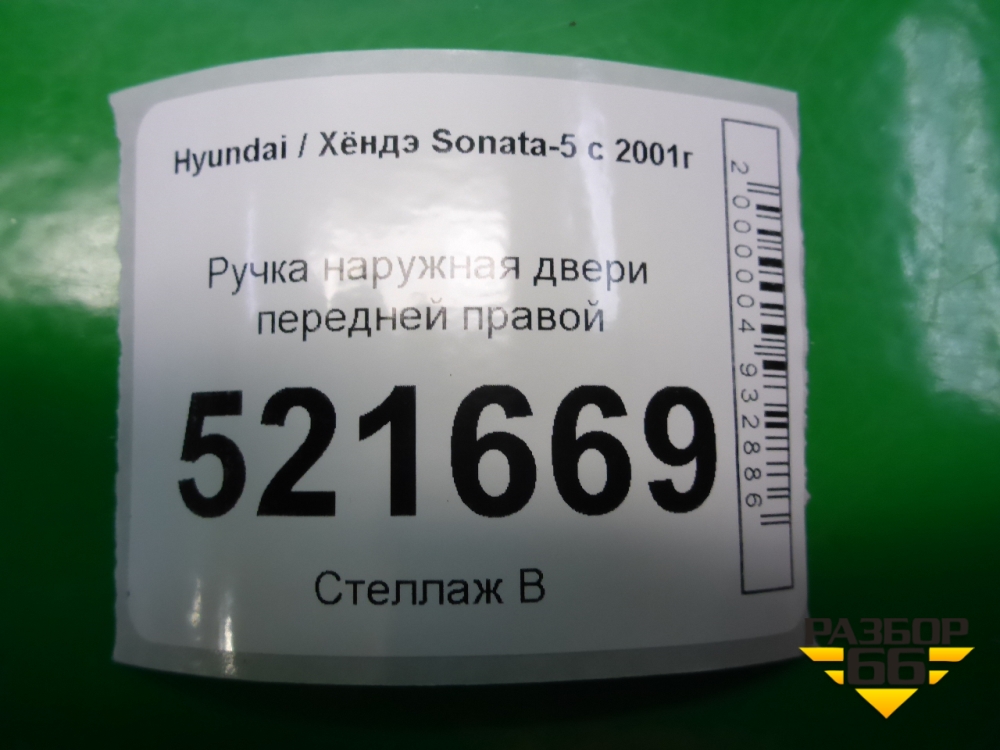 Hyundai / Хёндэ Sonata-5 с 2001г
Ручка наружная двери
передней правой
521669
Стеллаж В
2000004932886
РАЗБОР
66